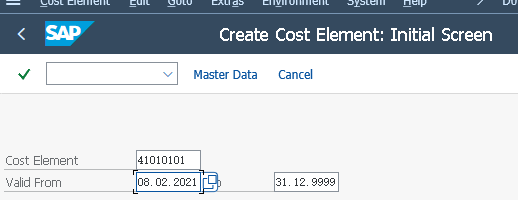 Cost Element Edit Goto Extras Environment System Help
SAP Create Cost Element: Initial Screen
Master Data Cancel
Cost Element 41010101
Valid From 08.02.2021 31.12.9999